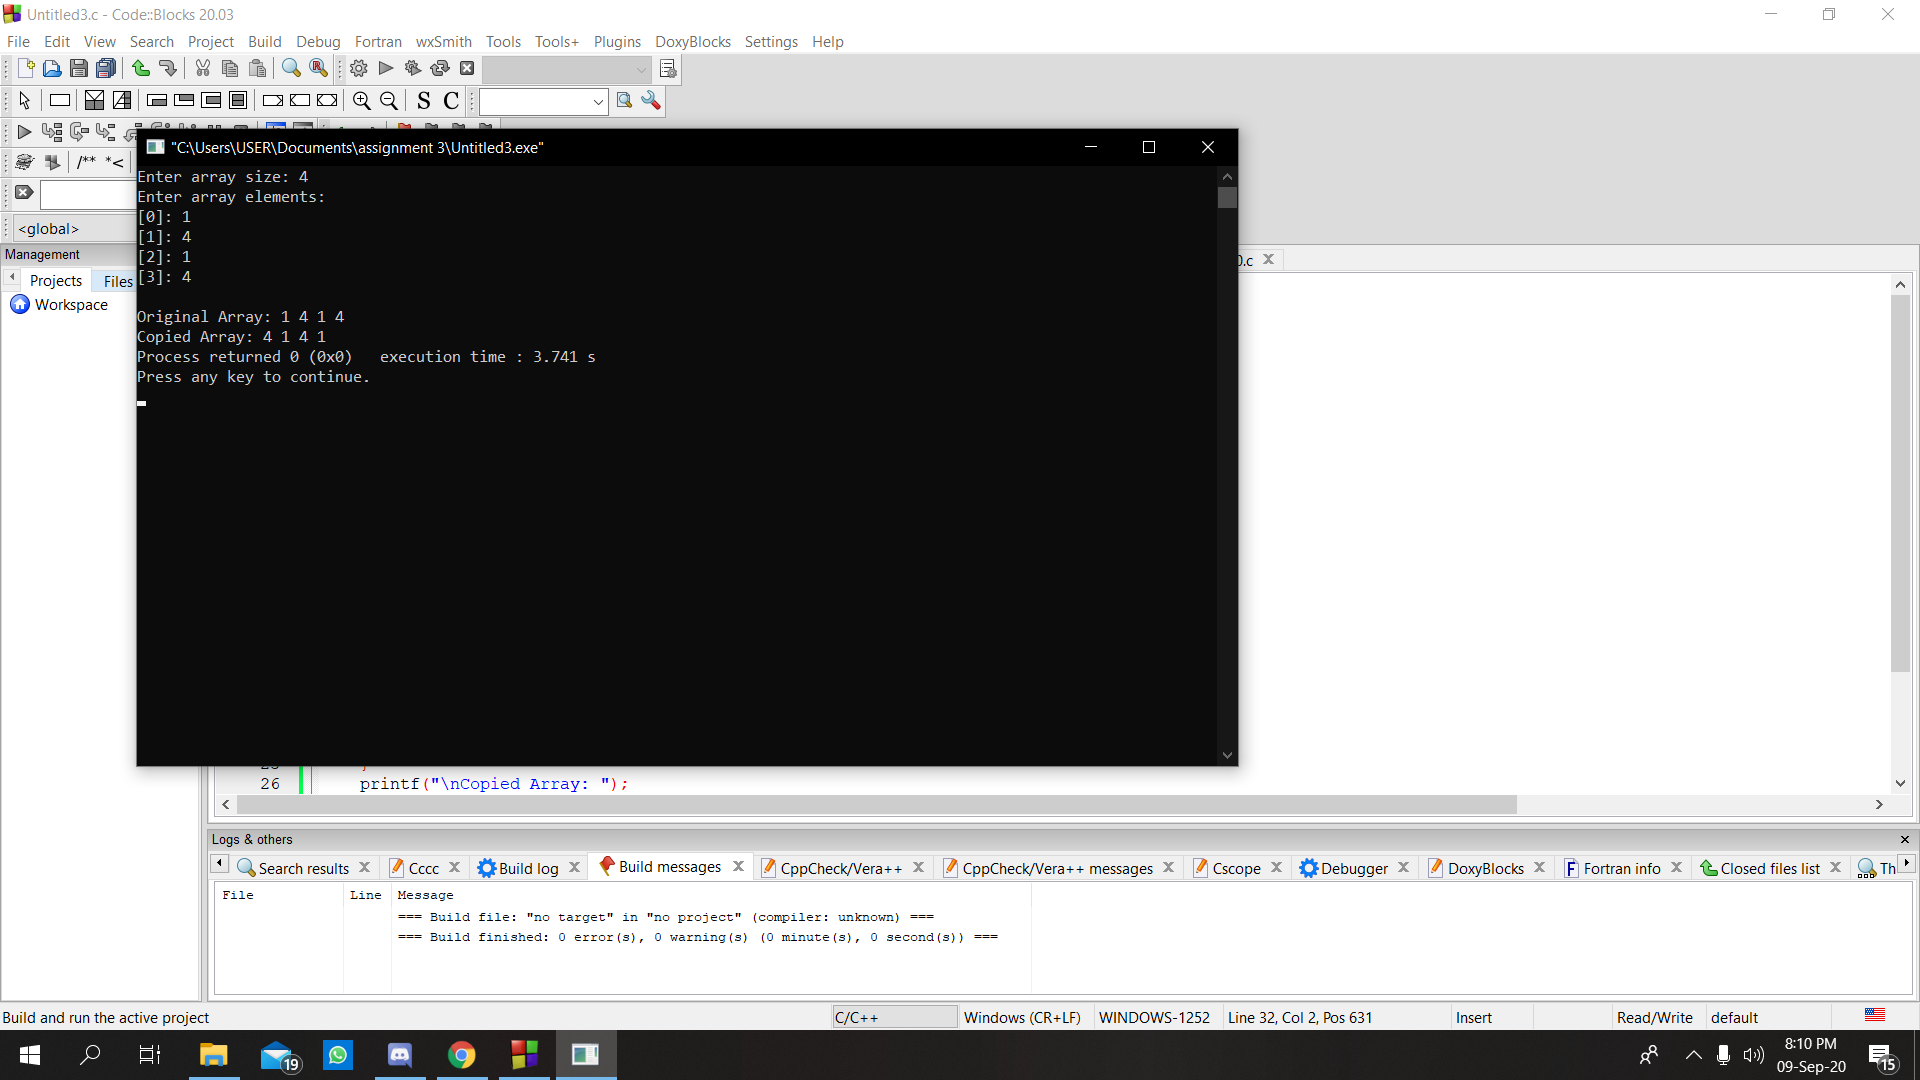 Untitled3.c - Code::Blocks 20.03
File Edit View Search Project Build Debug Fortran wxSmith Tools Tools+ Plugins DoxyBlocks Settings Help
S C
/** *<
<global>
Management
Projects Files
Workspace
"C:\Users\USER\Documents\assignment 3\Untitled3.exe"
Enter array size: 4
Enter array elements:
[0]: 1
[1]: 4
[2]: 1
[3]: 4
Original Array: 1 4 1 4
Copied Array: 4 1 4 1
Process returned 0 (0x0)   execution time : 3.741 s
Press any key to continue.
0.c
26 printf("\nCopied Array: ");
Logs & others
Search results Cccc Build log Build messages CppCheck/Vera++ CppCheck/Vera++ messages Cscope Debugger DoxyBlocks Fortran info Closed files list Th
File Line Message
=== Build file: "no target" in "no project" (compiler: unknown) ===
=== Build finished: 0 error(s), 0 warning(s) (0 minute(s), 0 second(s)) ===
Build and run the active project C/C++ Windows (CR+LF) WINDOWS-1252 Line 32, Col 2, Pos 631 Insert Read/Write default
19
8:10 PM
09-Sep-20
15